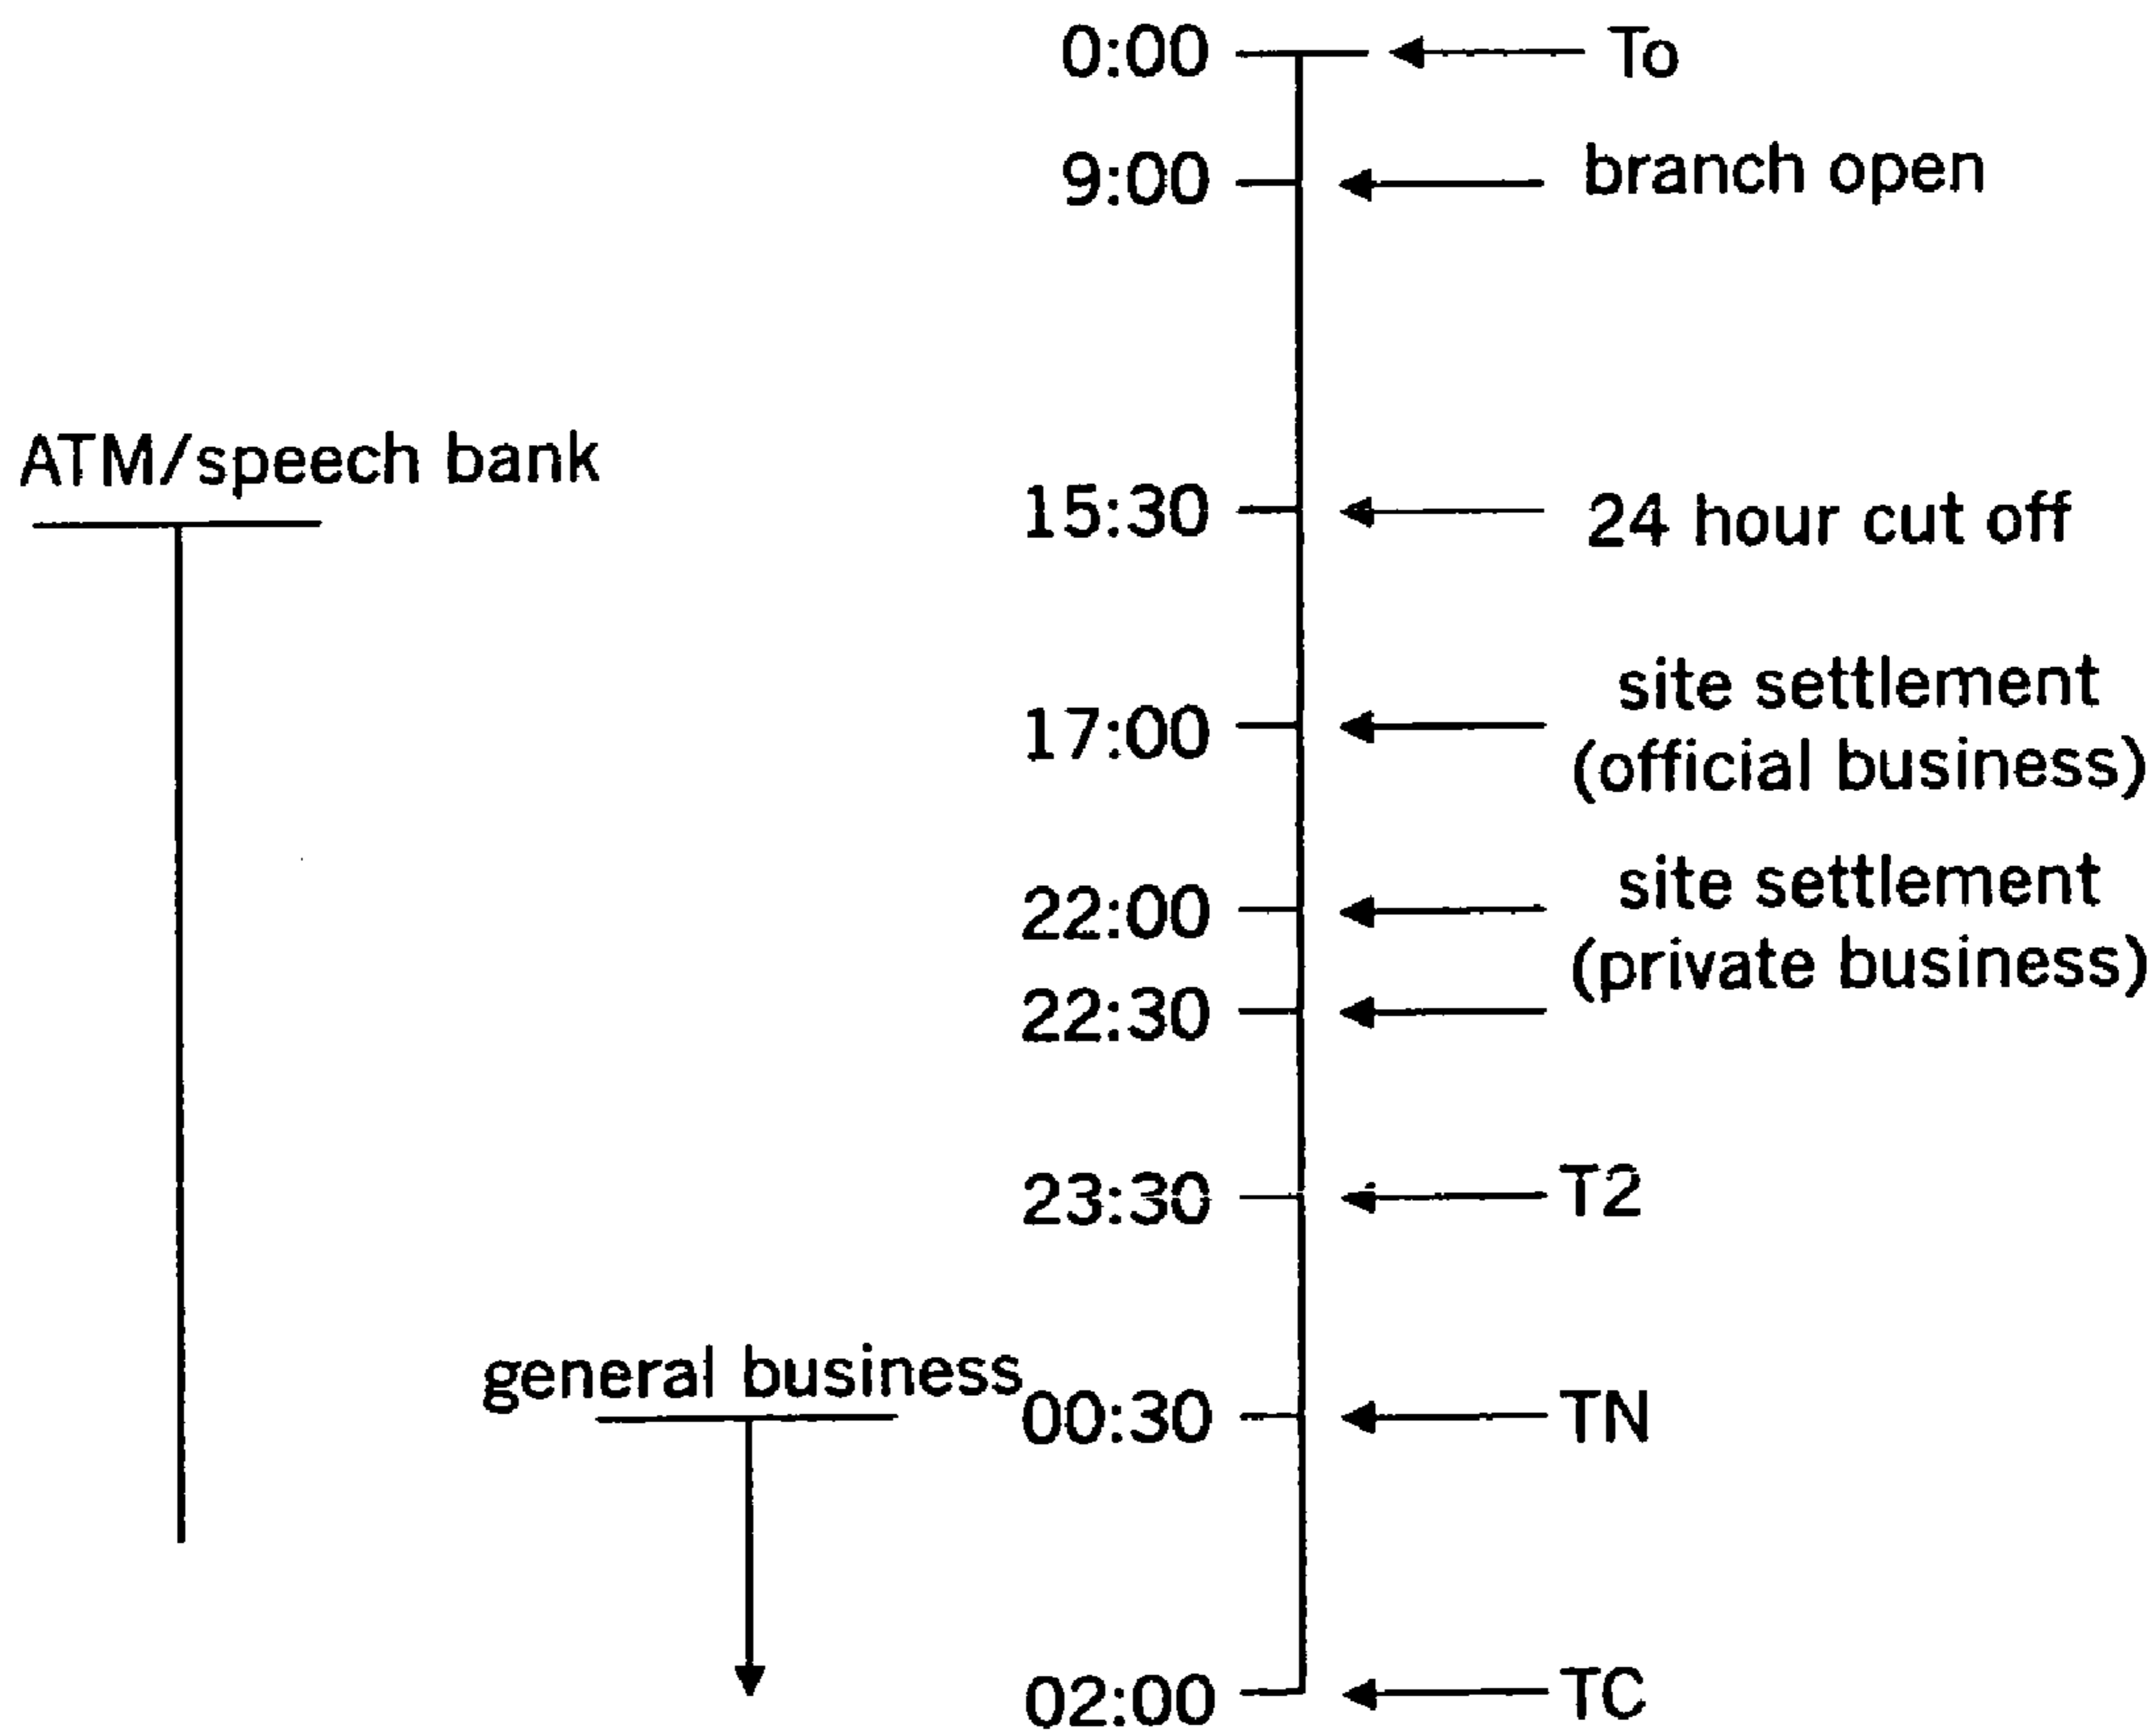 0:00 To
9:00 branch open
ATM/speech bank
15:30 24 hour cut off
17:00 site settlement
(official business)
22:00 site settlement
(private business)
22:30
23:30 T2
general business
00:30 TN
02:00 TC